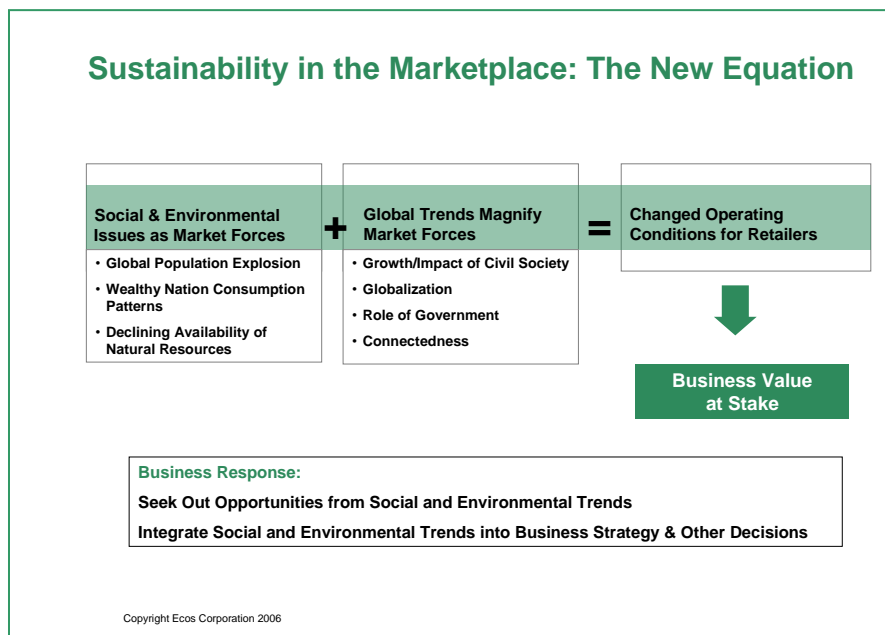 Sustainability in the Marketplace: The New Equation
Social & Environmental
Issues as Market Forces
• Global Population Explosion
• Wealthy Nation Consumption
Patterns
• Declining Availability of
Natural Resources
+
Global Trends Magnify
Market Forces
• Growth/Impact of Civil Society
• Globalization
• Role of Government
• Connectedness
=
Changed Operating
Conditions for Retailers
Business Value
at Stake
Business Response:
Seek Out Opportunities from Social and Environmental Trends
Integrate Social and Environmental Trends into Business Strategy & Other Decisions
Copyright Ecos Corporation 2006